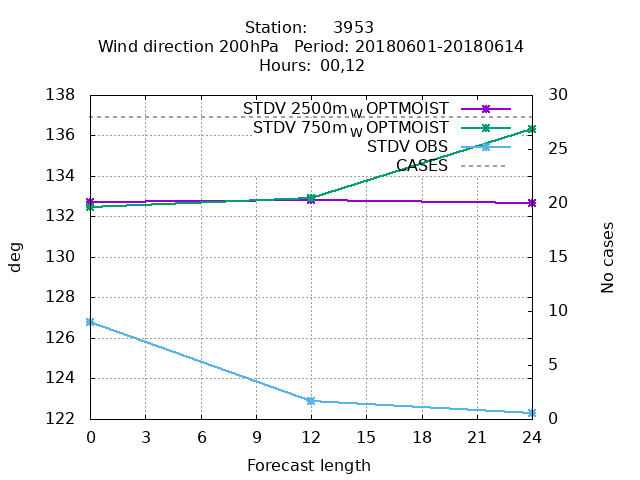 Station: 3953
Wind direction 200hPa Period: 20180601-20180614
Hours: 00,12
STDV 2500m_W OPTMOIST
STDV 750m_W OPTMOIST
STDV OBS
CASES
138
136
134
132
130
128
126
124
122
30
25
20
15
10
5
0
deg
No cases
0 3 6 9 12 15 18 21 24
Forecast length